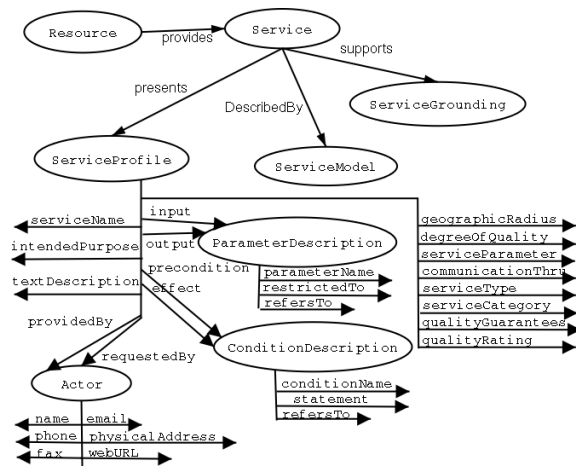 Resource
provides
Service
supports
presents
DescribedBy
ServiceGrounding
ServiceProfile
ServiceModel
serviceName
input
geographicRadius
intendedPurpose
output
ParameterDescription
degreeOfQuality
serviceParameter
precondition
parameterName
communicationThru
textDescription
effect
restrictedTo
serviceType
refersTo
serviceCategory
providedBy
qualityGuarantees
requestedBy
ConditionDescription
qualityRating
Actor
conditionName
statement
refersTo
name email
phone physicalAddress
fax webURL